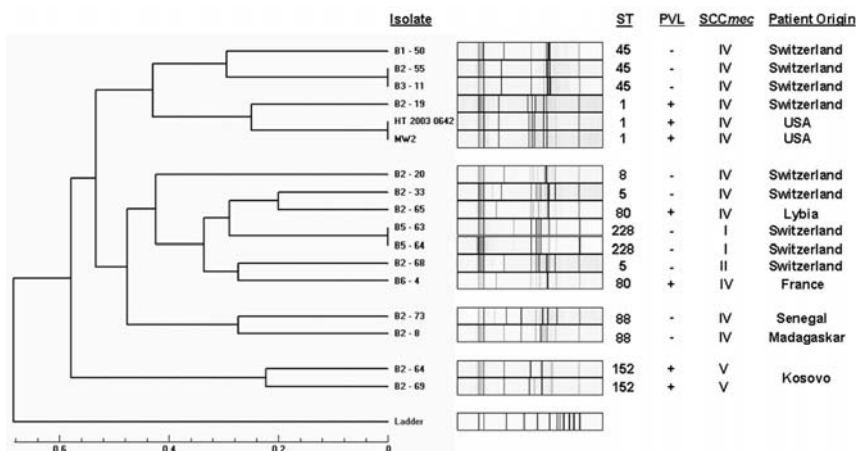 Isolate ST PVL SCCmec Patient Origin
B1 - 50 45 - IV Switzerland
B2 - 55 45 - IV Switzerland
B3 - 11 45 - IV Switzerland
B2 - 19 1 + IV Switzerland
HT 2003 0642 1 + IV USA
MW2 1 + IV USA
B2 - 20 8 - IV Switzerland
B2 - 33 5 - IV Switzerland
B2 - 65 80 + IV Lybia
B5 - 63 228 - I Switzerland
B5 - 64 228 - I Switzerland
B2 - 68 5 - II Switzerland
B6 - 4 80 + IV France
B2 - 73 88 - IV Senegal
B2 - 8 88 - IV Madagaskar
B2 - 64 152 + V
Kosovo
B2 - 69 152 + V
Ladder
0.6 0.4 0.2 0